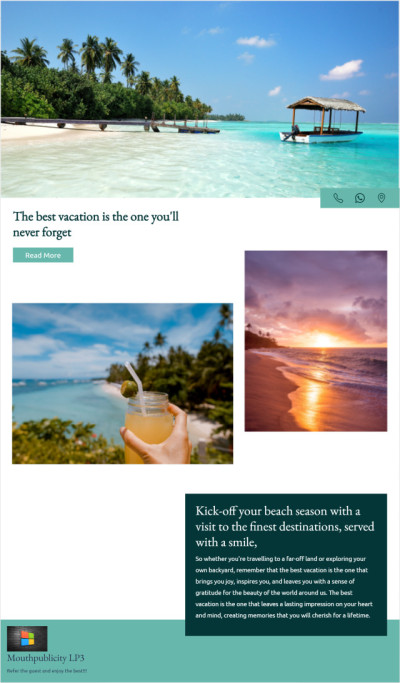 The best vacation is the one you'll
never forget
Read More
Kick-off your beach season with a
visit to the finest destinations, served
with a smile,
So whether you're travelling to a far-off land or exploring your
own backyard, remember that the best vacation is the one that
brings you joy, inspires you, and leaves you with a sense of
gratitude for the beauty of the world around us. The best
vacation is the one that leaves a lasting impression on your heart
and mind, creating memories that you will cherish for a lifetime.
Mouthpublicity LP3
Refer the guest and enjoy the best!!!